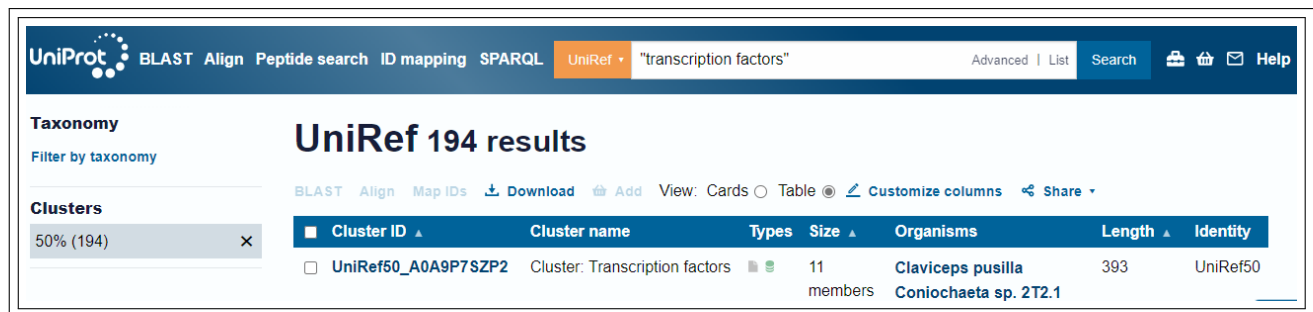 UniProt BLAST Align Peptide search ID mapping SPARQL UniRef "transcription factors" Advanced | List Search Help
Taxonomy
Filter by taxonomy
Clusters
50% (194)
UniRef 194 results
BLAST Align Map IDs Download Add View: Cards Table Customize columns Share
Cluster ID Cluster name Types Size Organisms Length Identity
UniRef50_A0A9P7SZP2 Cluster: Transcription factors 11 Claviceps pusilla 393 UniRef50
members Coniochaeta sp. 2T2.1